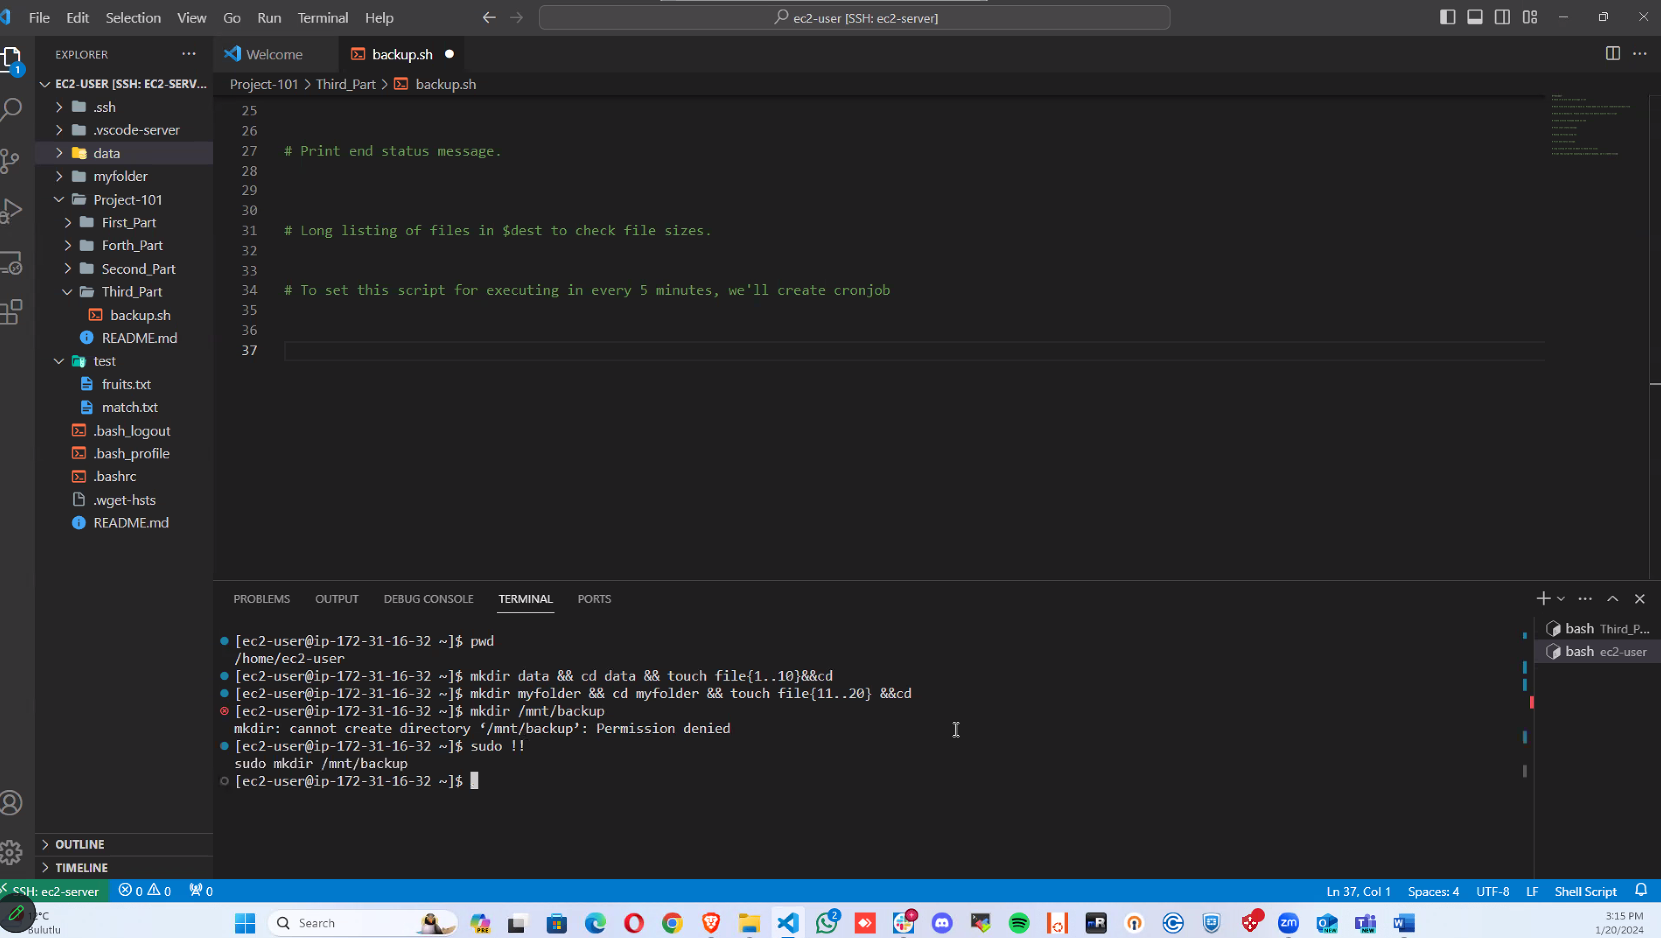 File Edit Selection View Go Run Terminal Help
ec2-user [SSH: ec2-server]
EXPLORER
Welcome
backup.sh
EC2-USER [SSH: EC2-SERV...
Project-101 > Third_Part > backup.sh
.ssh
.vscode-server
data
myfolder
Project-101
First_Part
Forth_Part
Second_Part
Third_Part
backup.sh
README.md
test
fruits.txt
match.txt
.bash_logout
.bash_profile
.bashrc
.wget-hsts
README.md
OUTLINE
TIMELINE
25
26
27 # Print end status message.
28
29
30
31 # Long listing of files in $dest to check file sizes.
32
33
34 # To set this script for executing in every 5 minutes, we'll create cronjob
35
36
37
PROBLEMS OUTPUT DEBUG CONSOLE TERMINAL PORTS
[ec2-user@ip-172-31-16-32 ~]$ pwd
/home/ec2-user
[ec2-user@ip-172-31-16-32 ~]$ mkdir data && cd data && touch file{1..10}&&cd
[ec2-user@ip-172-31-16-32 ~]$ mkdir myfolder && cd myfolder && touch file{11..20} &&cd
[ec2-user@ip-172-31-16-32 ~]$ mkdir /mnt/backup
mkdir: cannot create directory ‘/mnt/backup’: Permission denied
[ec2-user@ip-172-31-16-32 ~]$ sudo !!
sudo mkdir /mnt/backup
[ec2-user@ip-172-31-16-32 ~]$
bash Third_P...
bash ec2-user
SSH: ec2-server
0 0 0
Ln 37, Col 1 Spaces: 4 UTF-8 LF Shell Script
12°C
Bulutlu
Search
3:15 PM
1/20/2024